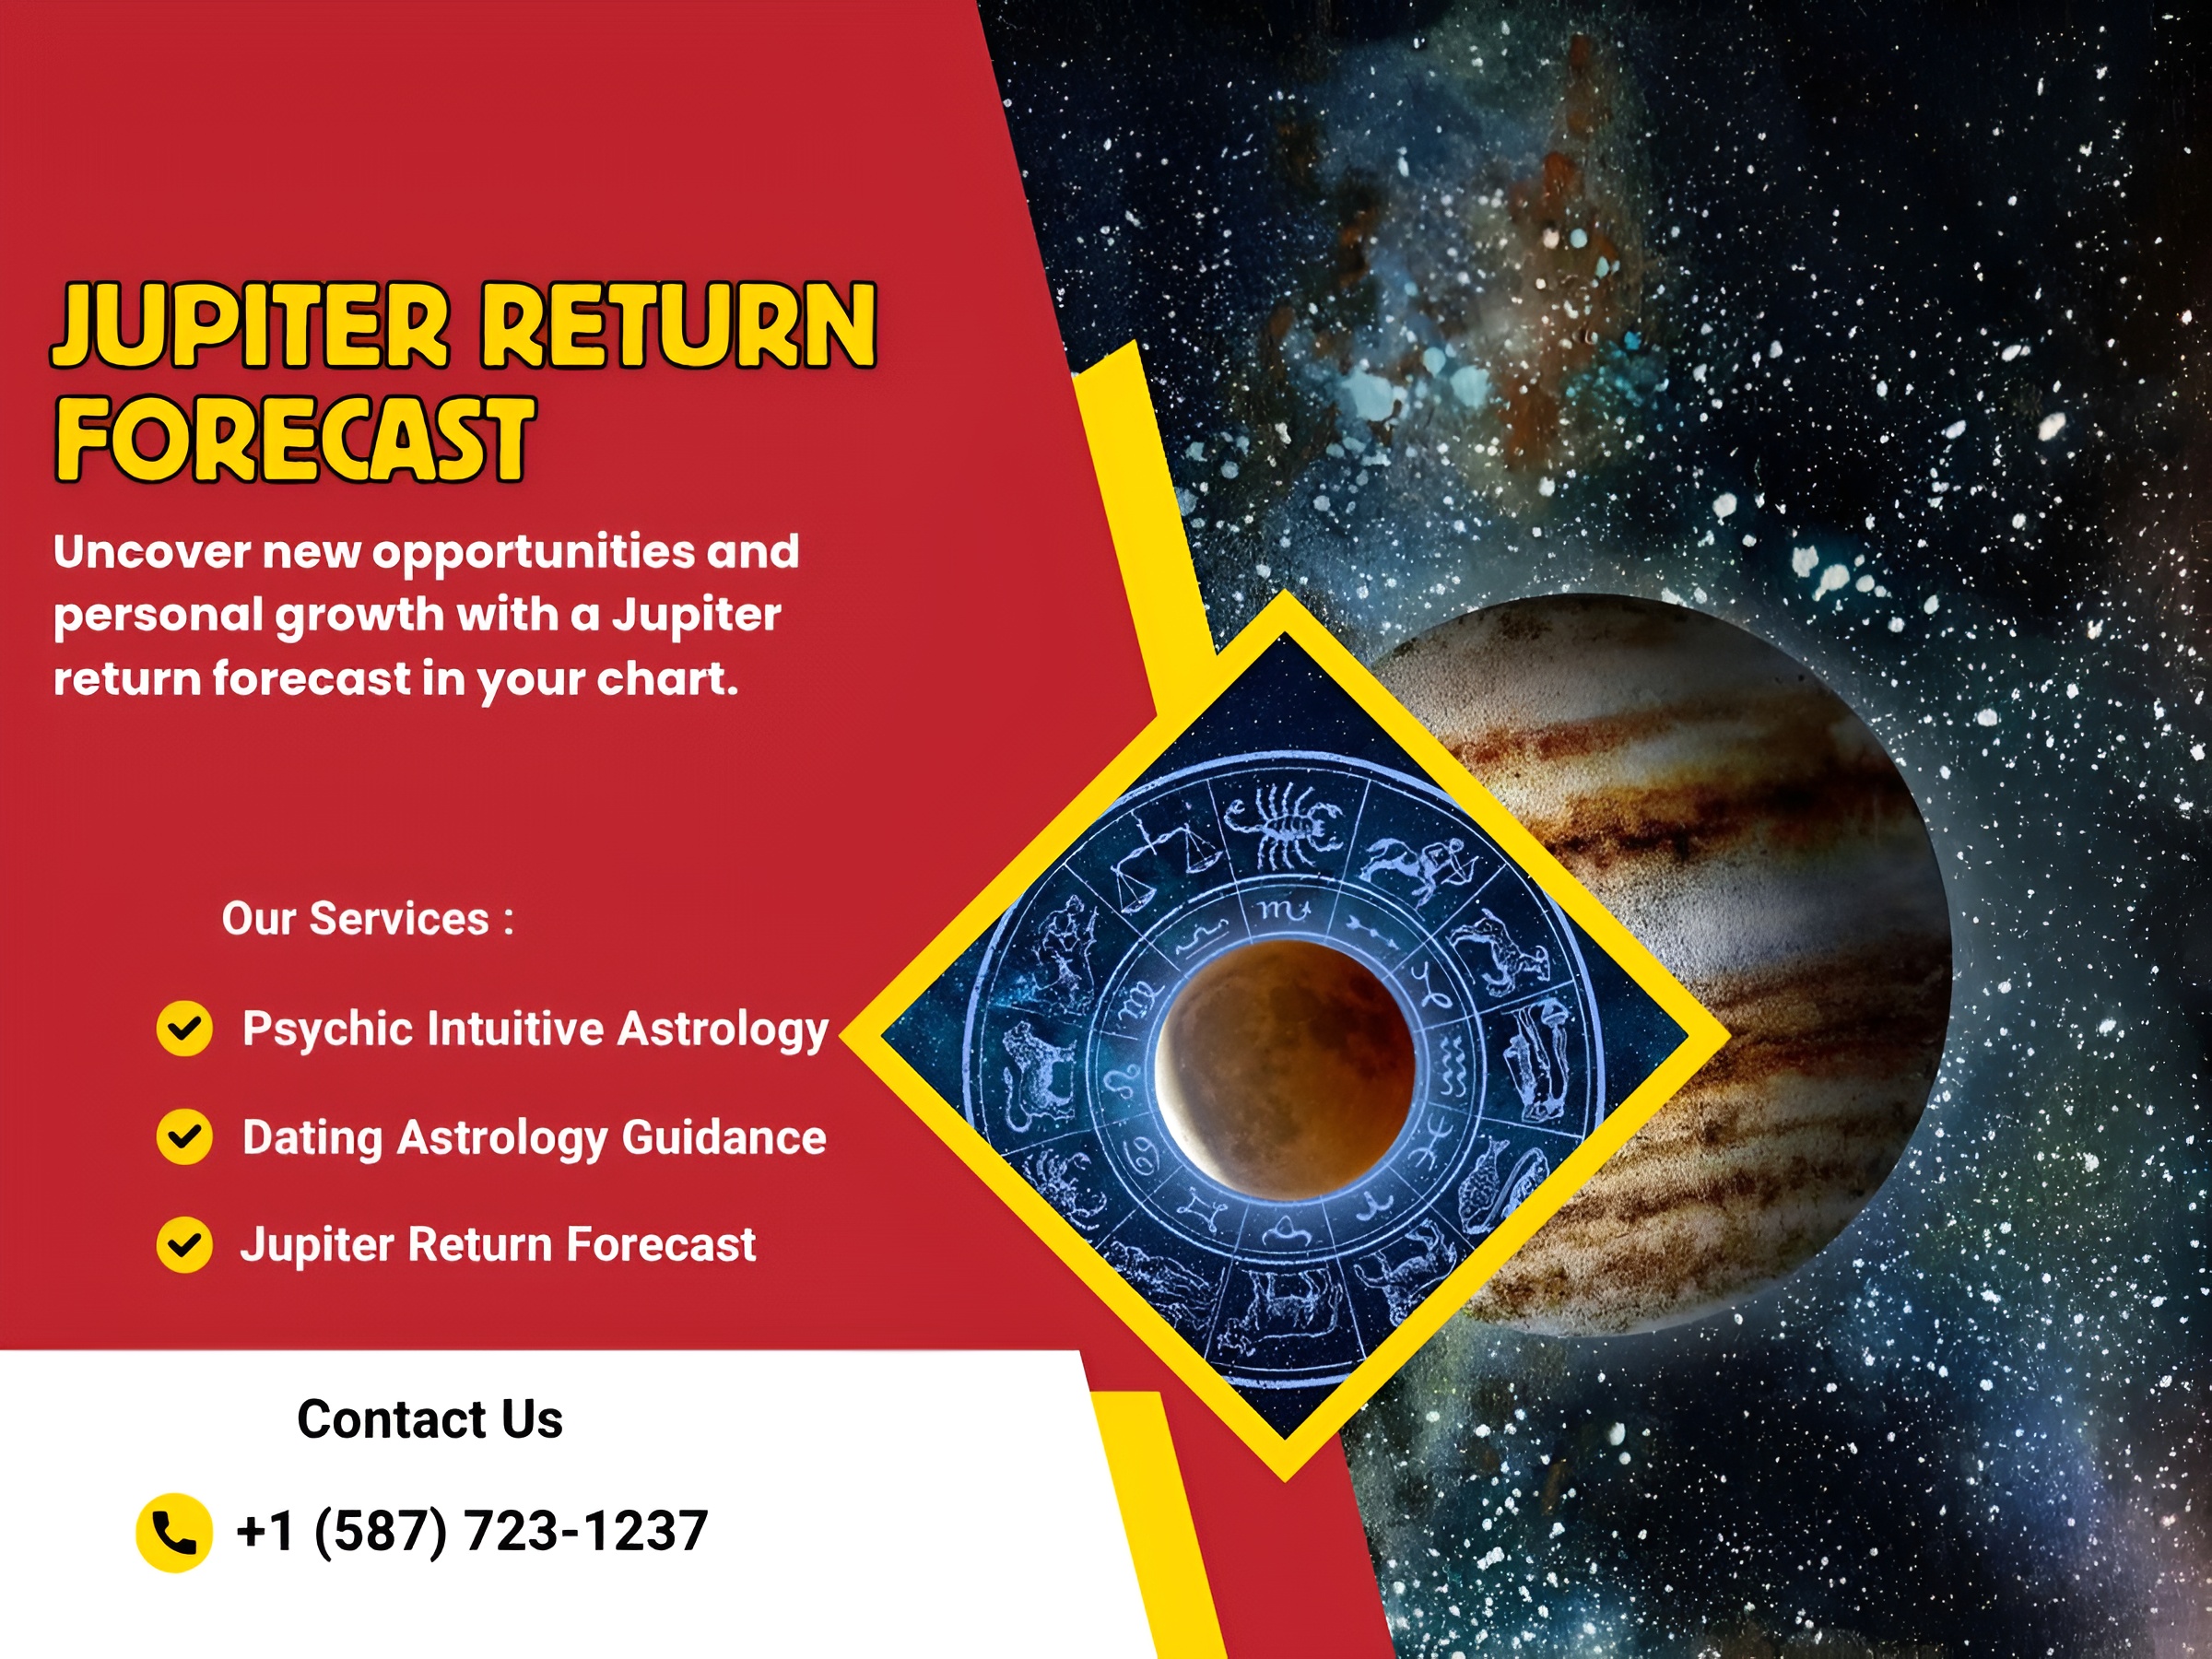 JUPITER RETURN
FORECAST
Uncover new opportunities and
personal growth with a Jupiter
return forecast in your chart.
Our Services :
Psychic Intuitive Astrology
Dating Astrology Guidance
Jupiter Return Forecast
Contact Us
+1 (587) 723-1237